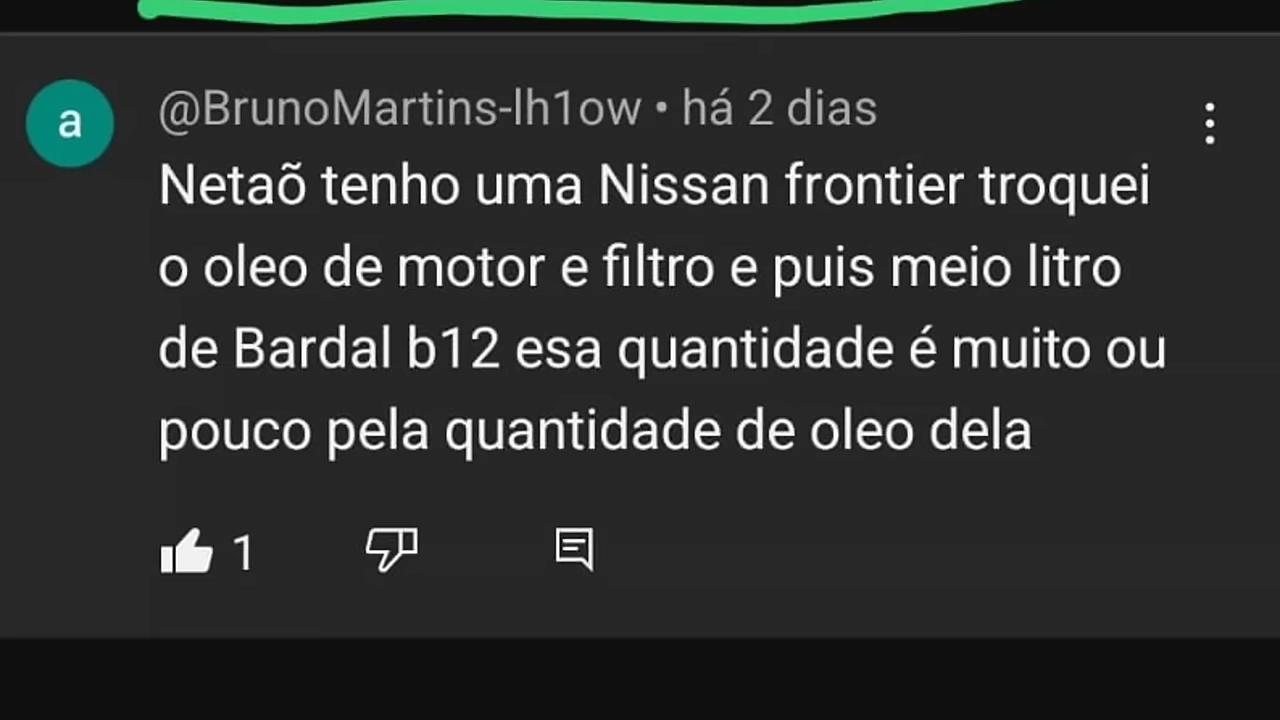 a
@BrunoMartins-lh1ow • há 2 dias
Netaõ tenho uma Nissan frontier troquei
o oleo de motor e filtro e puis meio litro
de Bardal b12 esa quantidade é muito ou
pouco pela quantidade de oleo dela
1